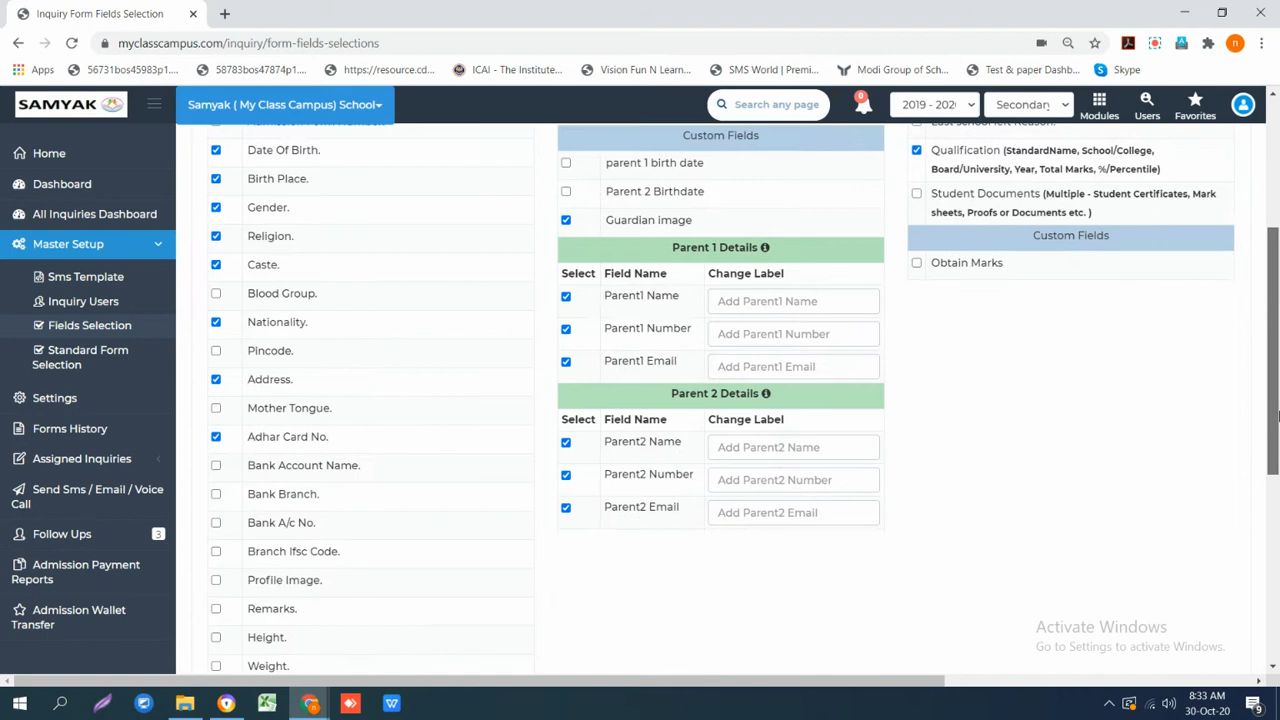 Inquiry Form Fields Selection
myclasscampus.com/inquiry/form-fields-selections
Apps
56731bos45983p1....
58783bos47874p1....
https://resource.cd...
ICAI - The Institute...
Vision Fun N Learn...
SMS World | Premi...
Modi Group of Sch...
Test & paper Dashb...
Skype
SAMYAK
Samyak ( My Class Campus) School
Search any page
0
2019 - 202
Secondary
Modules
Users
Favorites
Home
Dashboard
All Inquiries Dashboard
Master Setup
Sms Template
Inquiry Users
Fields Selection
Standard Form
Selection
Settings
Forms History
Assigned Inquiries
Send Sms / Email / Voice
Call
Follow Ups
3
Admission Payment
Reports
Admission Wallet
Transfer
Date Of Birth.
Birth Place.
Gender.
Religion.
Caste.
Blood Group.
Nationality.
Pincode.
Address.
Mother Tongue.
Adhar Card No.
Bank Account Name.
Bank Branch.
Bank A/c No.
Branch Ifsc Code.
Profile Image.
Remarks.
Height.
Weight.
Custom Fields
parent 1 birth date
Parent 2 Birthdate
Guardian image
Parent 1 Details
Select Field Name Change Label
Parent1 Name Add Parent1 Name
Parent1 Number Add Parent1 Number
Parent1 Email Add Parent1 Email
Parent 2 Details
Select Field Name Change Label
Parent2 Name Add Parent2 Name
Parent2 Number Add Parent2 Number
Parent2 Email Add Parent2 Email
Last school left Reason.
Qualification (StandardName, School/College,
Board/University, Year, Total Marks, %/Percentile)
Student Documents (Multiple - Student Certificates, Mark
sheets, Proofs or Documents etc. )
Custom Fields
Obtain Marks
Activate Windows
Go to Settings to activate Windows.
8:33 AM
30-Oct-20
9